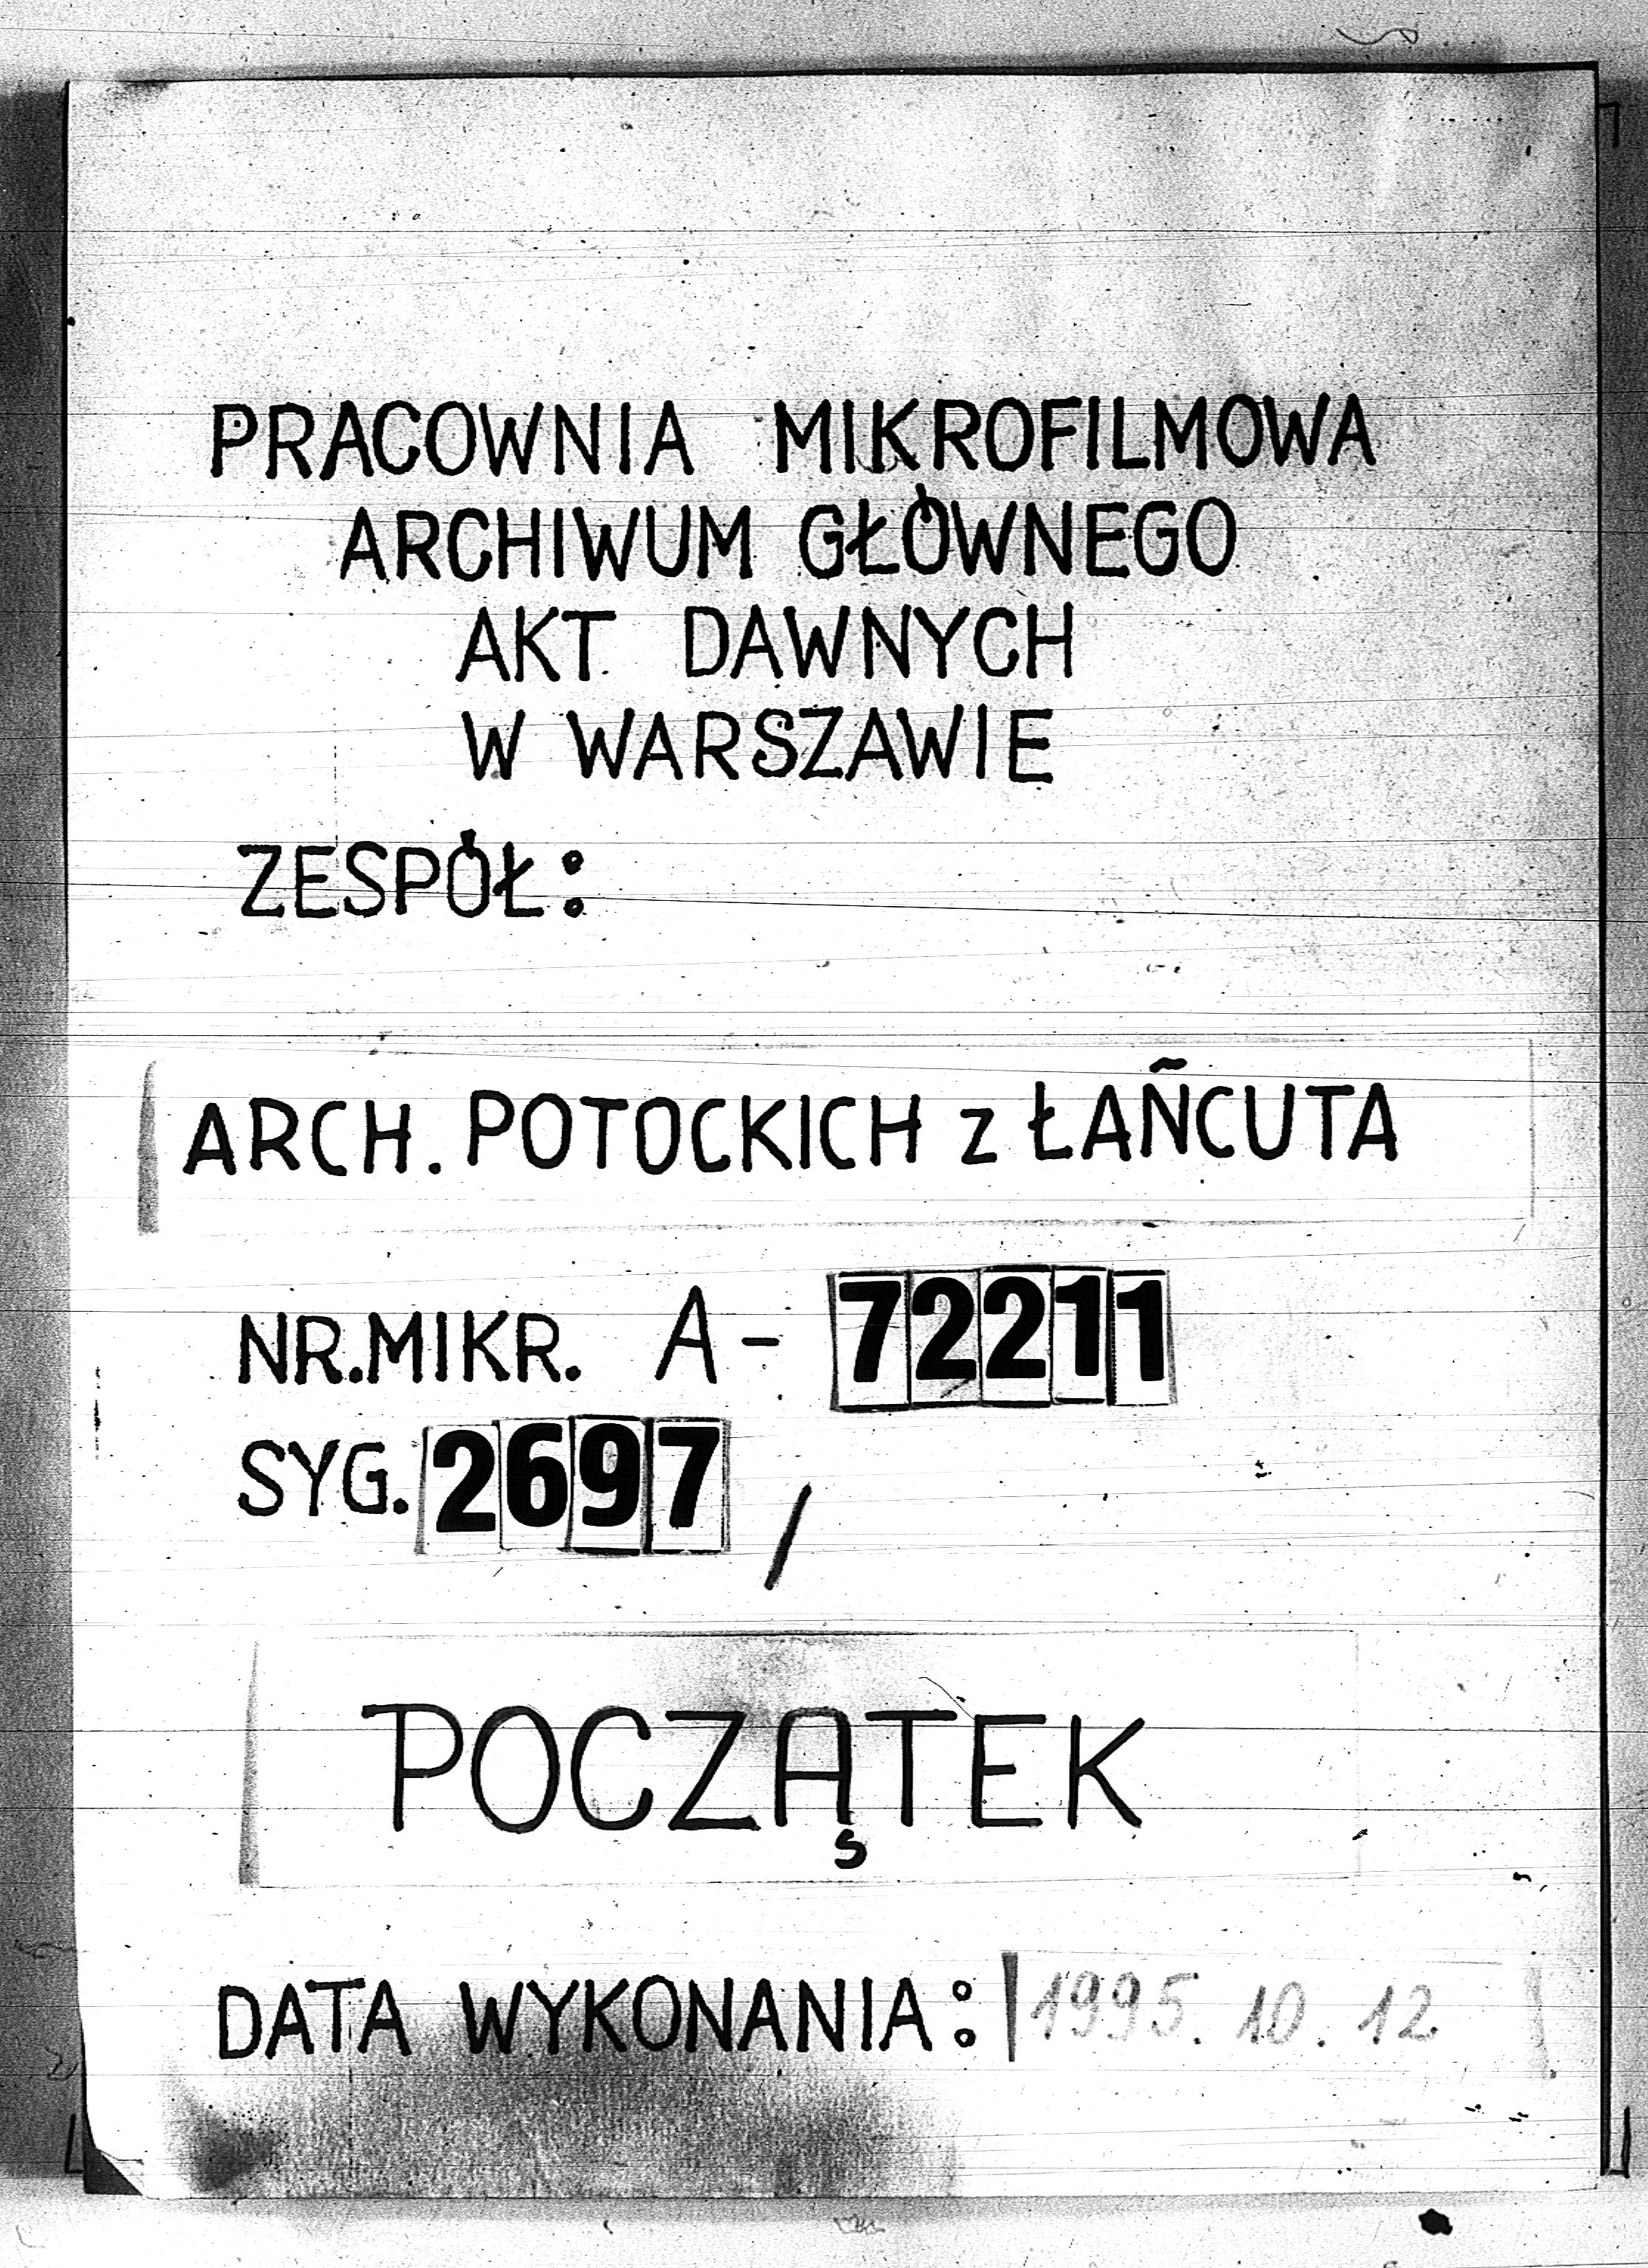 PRACOWNIA MIKROFILMOWA
ARCHIWUM GŁÓWNEGO
AKT DAWNYCH
W WARSZAWIE
ZESPÓŁ:
ARCH. POTOCKICH z ŁAŃCUTA
NR.MIKR. A- 72211
SYG. 2697 /
POCZĄTEK
DATA WYKONANIA: 1995. 10. 12